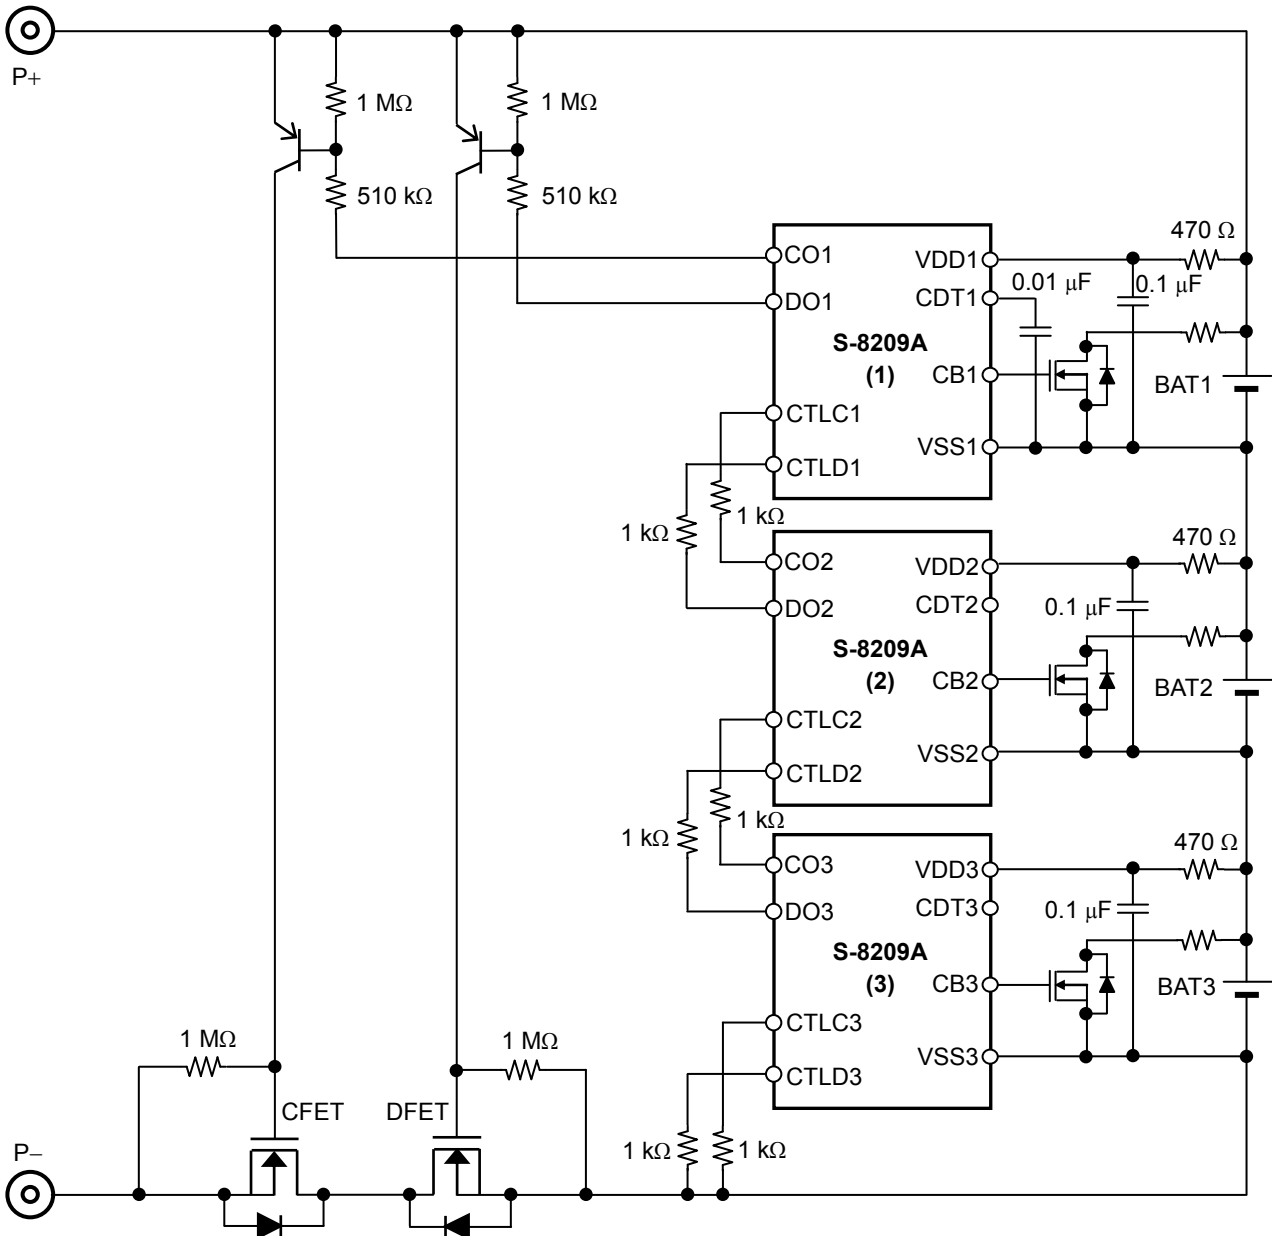 P+
1 MΩ
1 MΩ
510 kΩ
510 kΩ
470 Ω
CO1
VDD1
0.01 μF
0.1 μF
CDT1
DO1
S-8209A
(1)
CB1
BAT1
CTLC1
VSS1
CTLD1
1 kΩ
1 kΩ
470 Ω
CO2
VDD2
CDT2
0.1 μF
DO2
S-8209A
(2)
CB2
BAT2
CTLC2
VSS2
CTLD2
1 kΩ
1 kΩ
470 Ω
CO3
VDD3
CDT3
0.1 μF
DO3
S-8209A
(3)
CB3
BAT3
CTLC3
1 MΩ
1 MΩ
VSS3
CTLD3
CFET
DFET
P−
1 kΩ
1 kΩ